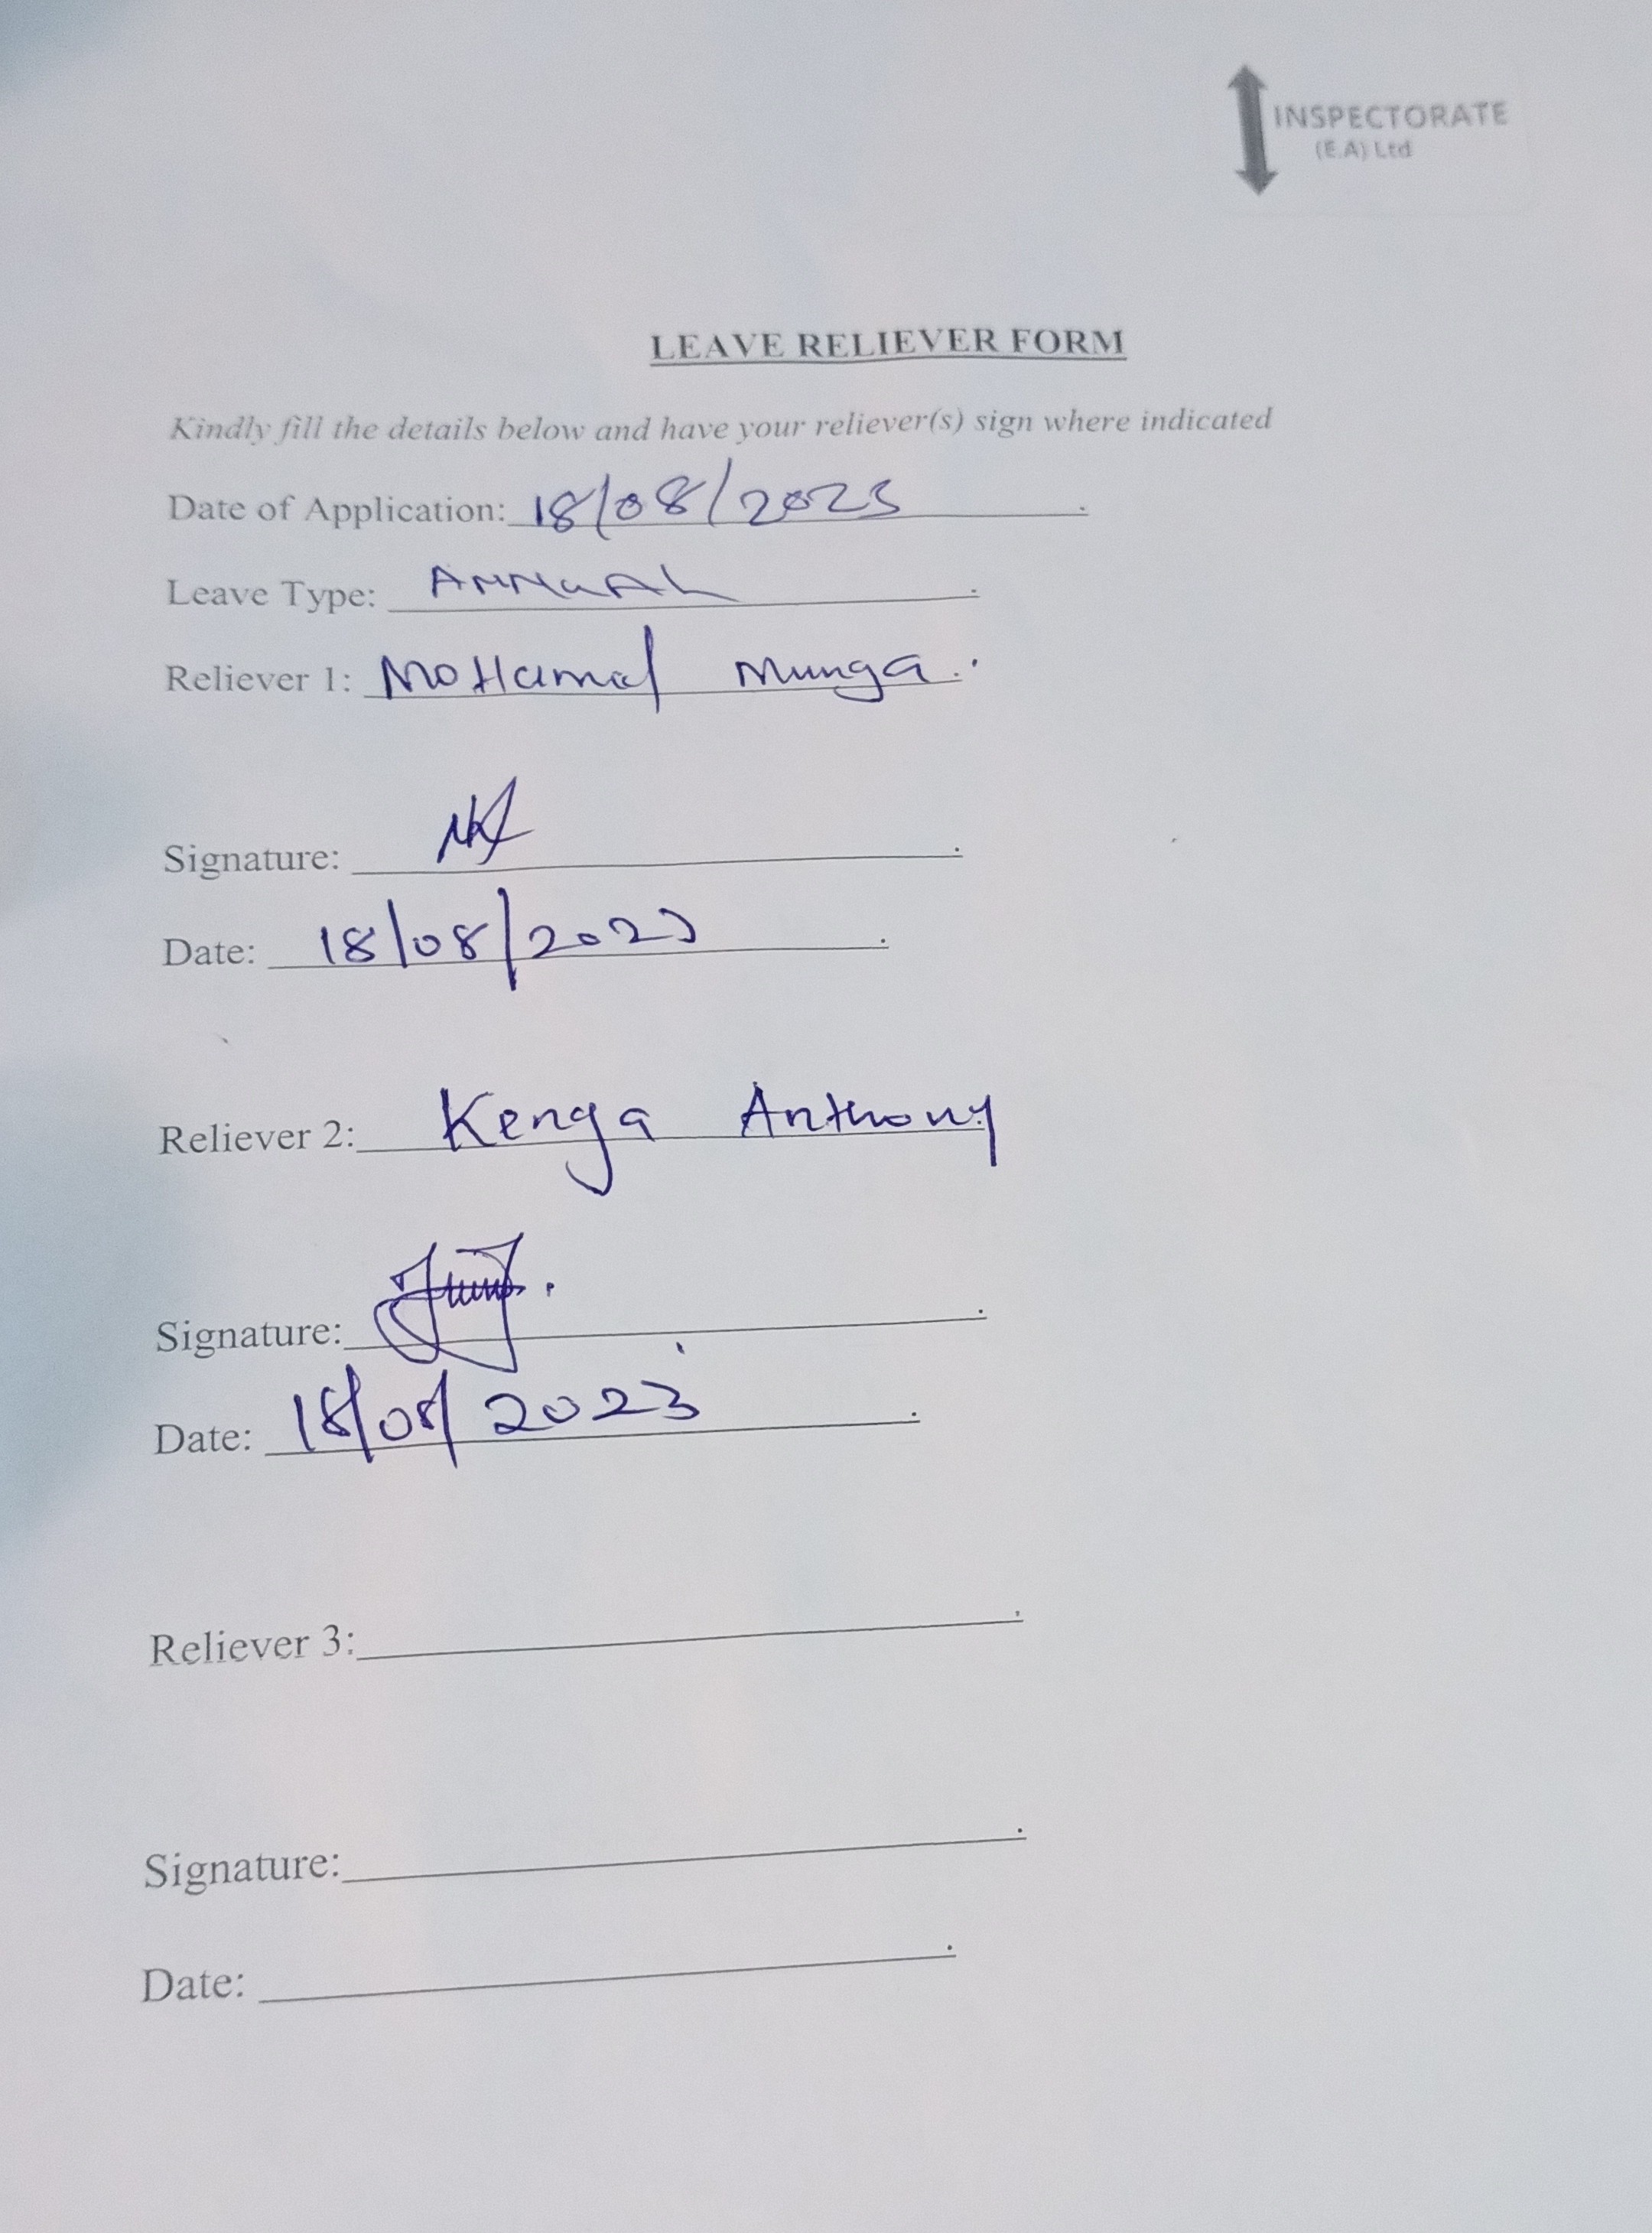 INSPECTORATE
(E.A) Ltd
LEAVE RELIEVER FORM
Kindly fill the details below and have your reliever(s) sign where indicated
Date of Application: 18/08/2023.
Leave Type: ANNuAL.
Reliever 1: MoHamed Munga.
Signature:
Date: 18/08/2023.
Reliever 2: Kenga Anthony
Signature:
Date: 18/08/2023.
Reliever 3:
Signature:
Date: